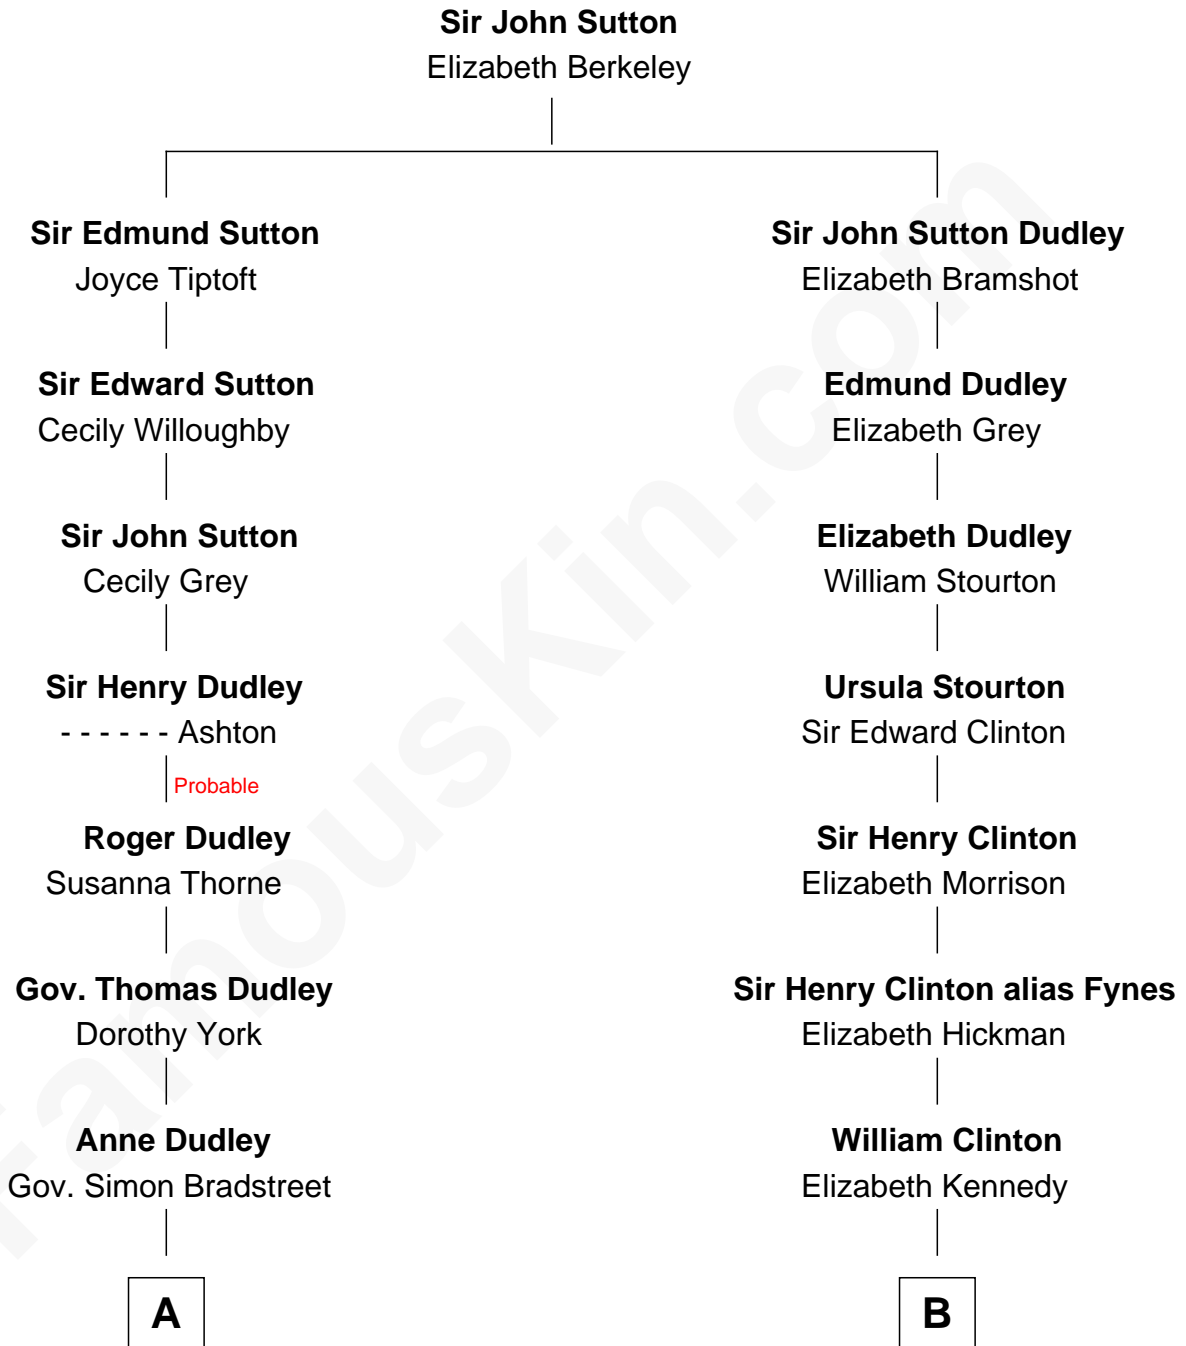 Sir John Sutton
Elizabeth Berkeley
Sir Edmund Sutton
Joyce Tiptoft
Sir Edward Sutton
Cecily Willoughby
Sir John Sutton
Cecily Grey
Sir Henry Dudley
- - - - - - Ashton
Probable
Roger Dudley
Susanna Thorne
Gov. Thomas Dudley
Dorothy York
Anne Dudley
Gov. Simon Bradstreet
A
Sir John Sutton Dudley
Elizabeth Bramshot
Edmund Dudley
Elizabeth Grey
Elizabeth Dudley
William Stourton
Ursula Stourton
Sir Edward Clinton
Sir Henry Clinton
Elizabeth Morrison
Sir Henry Clinton alias Fynes
Elizabeth Hickman
William Clinton
Elizabeth Kennedy
B
FamousKin.com